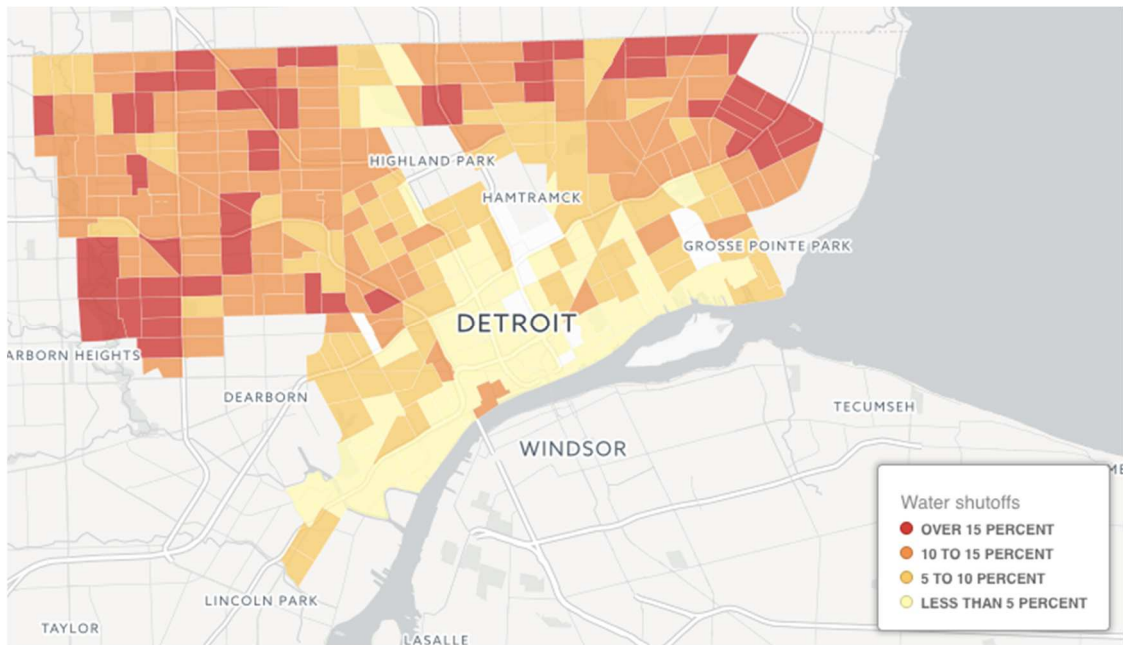 HIGHLAND PARK
HAMTRAMCK
GROSSE POINTE PARK
DETROIT
ARBORN HEIGHTS
DEARBORN
TECUMSEH
WINDSOR
ME
Water shutoffs
OVER 15 PERCENT
10 TO 15 PERCENT
5 TO 10 PERCENT
LESS THAN 5 PERCENT
LINCOLN PARK
TAYLOR
LASALLE